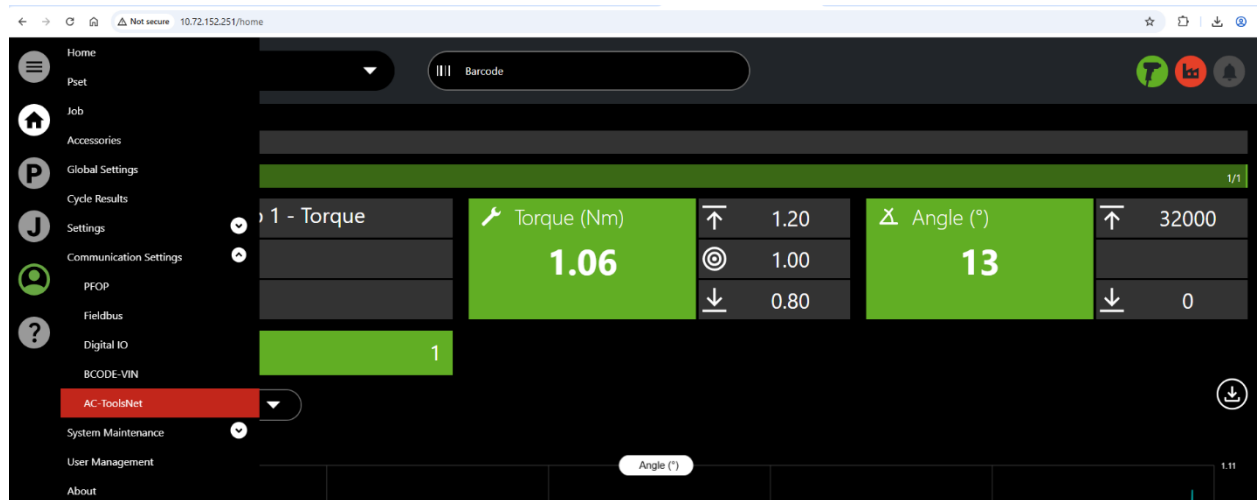 Not secure 10.72.152.251/home
Home
Pset
Job
Accessories
Global Settings
Cycle Results
Settings
Communication Settings
PFOP
Fieldbus
Digital IO
BCODE-VIN
AC-ToolsNet
System Maintenance
User Management
About
P
J
?
Barcode
1/1
1 - Torque
Torque (Nm)
1.06
1.20
1.00
0.80
Angle (°)
13
32000
0
1
Angle (°)
1.11